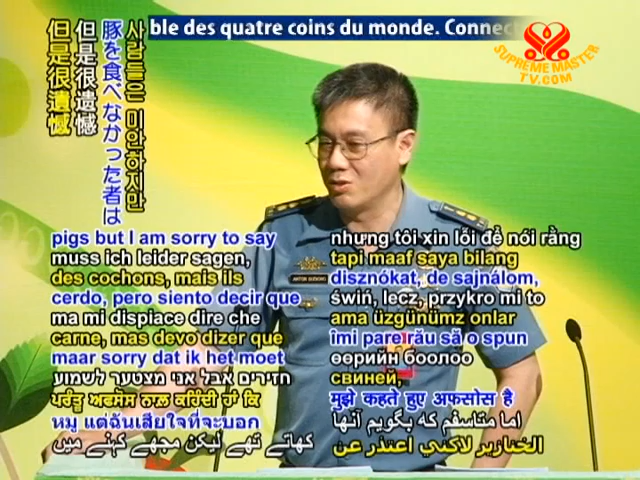 ble des quatre coins du monde. Connect
SUPREME MASTER
TV.COM
但是很遺憾
但是很遗憾
豚を食べなかった者は
사람들은 미안하지만
pigs but I am sorry to say
muss ich leider sagen,
des cochons, mais ils
cerdo, pero siento decir que
ma mi dispiace dire che
carne, mas devo dizer que
maar sorry dat ik het moet
חזירים אבל אני מצטער לשמוע
ਪਰੰਤੂ ਅਫਸੋਸ ਨਾਲ ਕਹਿੰਦੀ ਹਾਂ ਕਿ
หมู แต่ฉันเสียใจที่จะบอก
کھاتے تھے لیکن مجھے کہنے میں
nhưng tôi xin lỗi để nói rằng
tapi maaf saya bilang
disznókat, de sajnálom,
świń, lecz, przykro mi to
ama üzgünümz onlar
îmi pare rău să o spun
өөрийн боолоо
свиней,
मुझे कहते हुए अफसोस है
اما متاسفم که بگویم آنها
الخنازير لاكني اعتذر عن